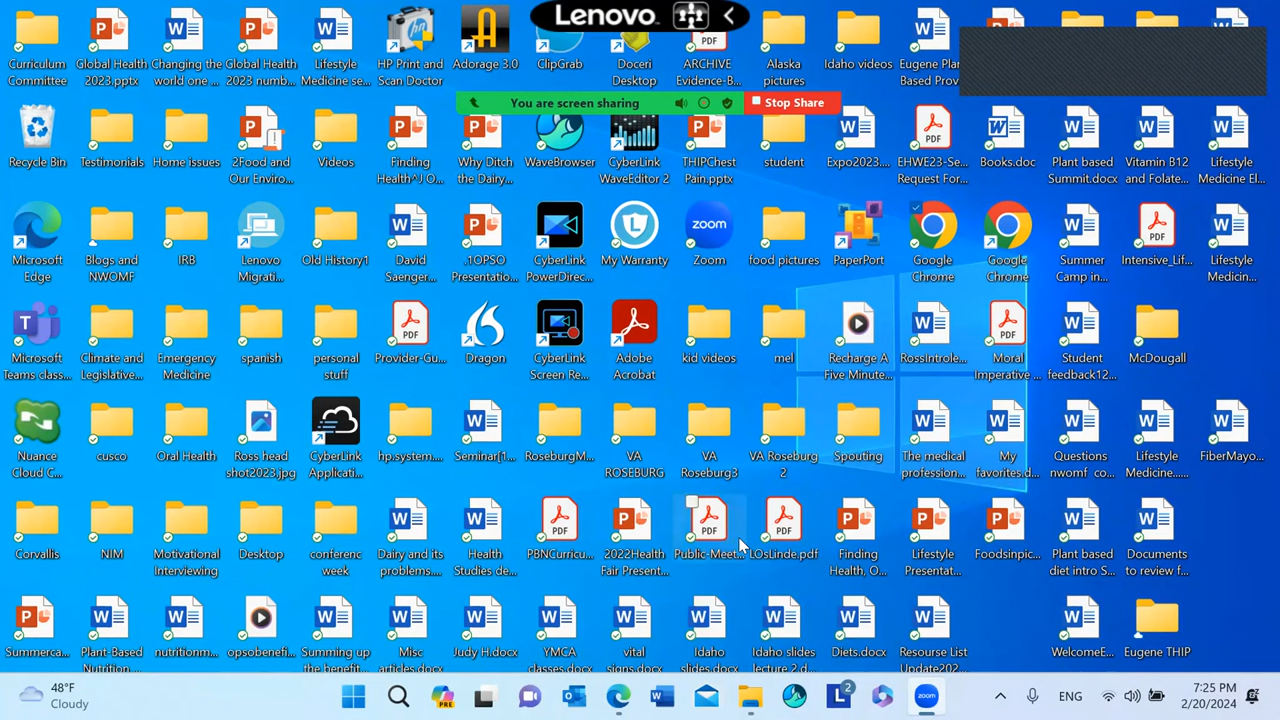 Lenovo
You are screen sharing
Stop Share
Curriculum
Committee
Global Health
2023.pptx
Changing the
world one ...
Global Health
2023 numb...
Lifestyle
Medicine se...
HP Print and
Scan Doctor
Adorage 3.0
ClipGrab
Doceri
Desktop
PDF
ARCHIVE
Evidence-B...
Alaska
pictures
Idaho videos
Eugene Plan
Based Prov
Recycle Bin
Testimonials
Home issues
2Food and
Our Enviro...
Videos
Finding
Health^J O...
Why Ditch
the Dairy...
WaveBrowser
CyberLink
WaveEditor 2
THIPChest
Pain.pptx
student
Expo2023....
EHWE23-Se...
Request For...
Books.doc
Plant based
Summit.docx
Vitamin B12
and Folate...
Lifestyle
Medicine El...
Microsoft
Edge
Blogs and
NWOMF
IRB
Lenovo
Migrati...
Old History1
David
Saenger...
.1OPSO
Presentatio...
CyberLink
PowerDirec...
My Warranty
zoom
Zoom
food pictures
PaperPort
Google
Chrome
Google
Chrome
Summer
Camp in...
PDF
Intensive_Lif...
Lifestyle
Medicin...
Microsoft
Teams class...
Climate and
Legislative...
Emergency
Medicine
spanish
personal
stuff
PDF
Provider-Gu...
Dragon
CyberLink
Screen Re...
Adobe
Acrobat
kid videos
mel
Recharge A
Five Minute...
RossIntrole...
PDF
Moral
Imperative ...
Student
feedback12...
McDougall
Nuance
Cloud C...
cusco
Oral Health
Ross head
shot2023.jpg
CyberLink
Applicati...
hp.system....
Seminar[1...
RoseburgM...
VA
ROSEBURG
VA
Roseburg3
VA Roseburg
2
Spouting
The medical
profession...
My
favorites.d...
Questions
nwomf co...
Lifestyle
Medicine......
FiberMayo...
Corvallis
NIM
Motivational
Interviewing
Desktop
conferenc
week
Dairy and its
problems....
Health
Studies de...
PDF
PBNCurricu...
2022Health
Fair Present...
PDF
Public-Meet...
PDF
LOsLinde.pdf
Finding
Health, O...
Lifestyle
Presentat...
Foodsinpic...
Plant based
diet intro S...
Documents
to review f...
Summerca...
Plant-Based
Nutrition...
nutritionm...
opsobenefi...
Summing up
the benefit...
Misc
articles.docx
Judy H.docx
YMCA
classes.docx
vital
signs.docx
Idaho
slides.docx
Idaho slides
lecture 2.d...
Diets.docx
Resourse List
Update202...
WelcomeE...
Eugene THIP
48°F
Cloudy
PRE
L
2
zoom
ENG
7:25 PM
2/20/2024